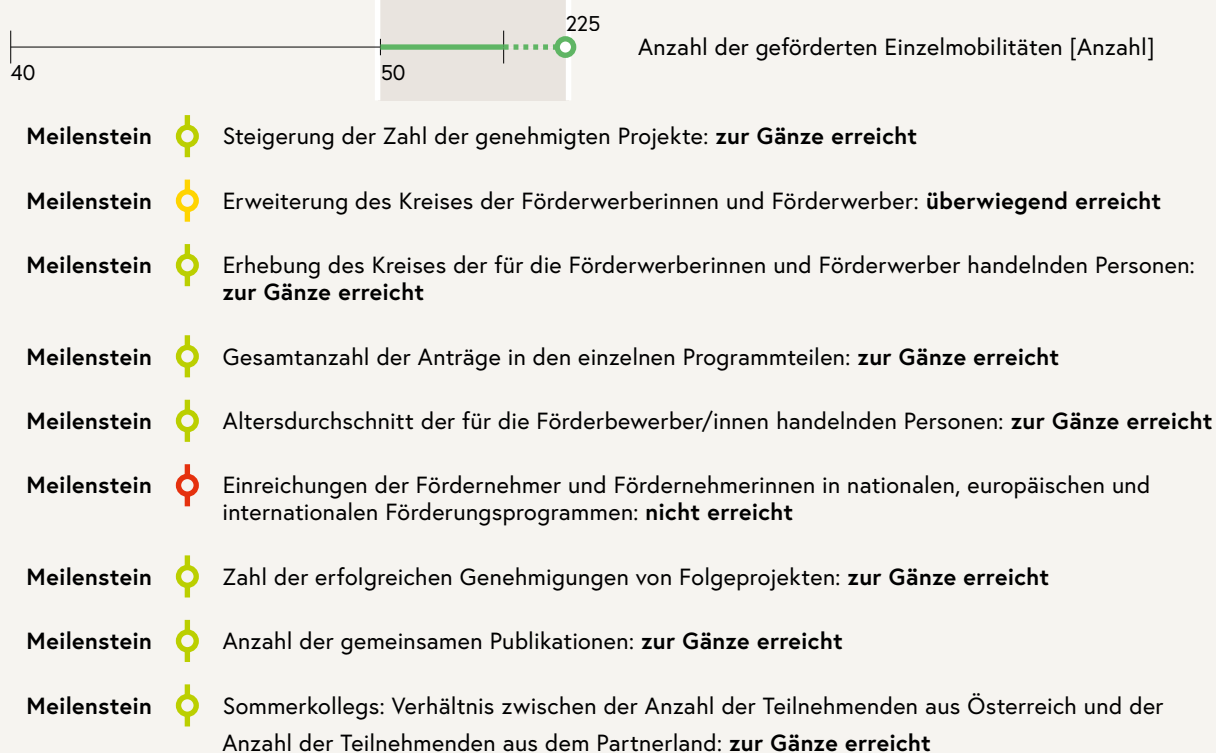 225
Anzahl der geförderten Einzelmobilitäten [Anzahl]
40
50
Meilenstein Steigerung der Zahl der genehmigten Projekte: zur Gänze erreicht
Meilenstein Erweiterung des Kreises der Förderwerberinnen und Förderwerber: überwiegend erreicht
Meilenstein Erhebung des Kreises der für die Förderwerberinnen und Förderwerber handelnden Personen:
zur Gänze erreicht
Meilenstein Gesamtanzahl der Anträge in den einzelnen Programmteilen: zur Gänze erreicht
Meilenstein Altersdurchschnitt der für die Förderbewerber/innen handelnden Personen: zur Gänze erreicht
Meilenstein Einreichungen der Fördernehmer und Fördernehmerinnen in nationalen, europäischen und
internationalen Förderungsprogrammen: nicht erreicht
Meilenstein Zahl der erfolgreichen Genehmigungen von Folgeprojekten: zur Gänze erreicht
Meilenstein Anzahl der gemeinsamen Publikationen: zur Gänze erreicht
Meilenstein Sommerkollegs: Verhältnis zwischen der Anzahl der Teilnehmenden aus Österreich und der
Anzahl der Teilnehmenden aus dem Partnerland: zur Gänze erreicht